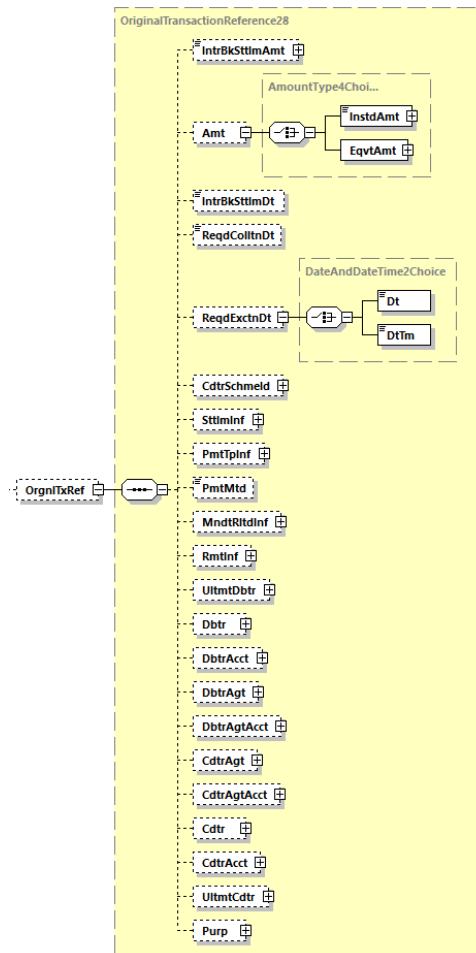 OriginalTransactionReference28
IntrBkSttlmAmt
AmountType4Choi...
InstdAmt
Amt
EqvtAmt
IntrBkSttlmDt
ReqdColltnDt
DateAndDateTime2Choice
Dt
ReqdExctnDt
DtTm
CdtrSchmeId
SttlmInf
PmtTpInf
OrgnlTxRef
PmtMtd
MndtRltdInf
RmtInf
UltmtDbtr
Dbtr
DbtrAcct
DbtrAgt
DbtrAgtAcct
CdtrAgt
CdtrAgtAcct
Cdtr
CdtrAcct
UltmtCdtr
Purp